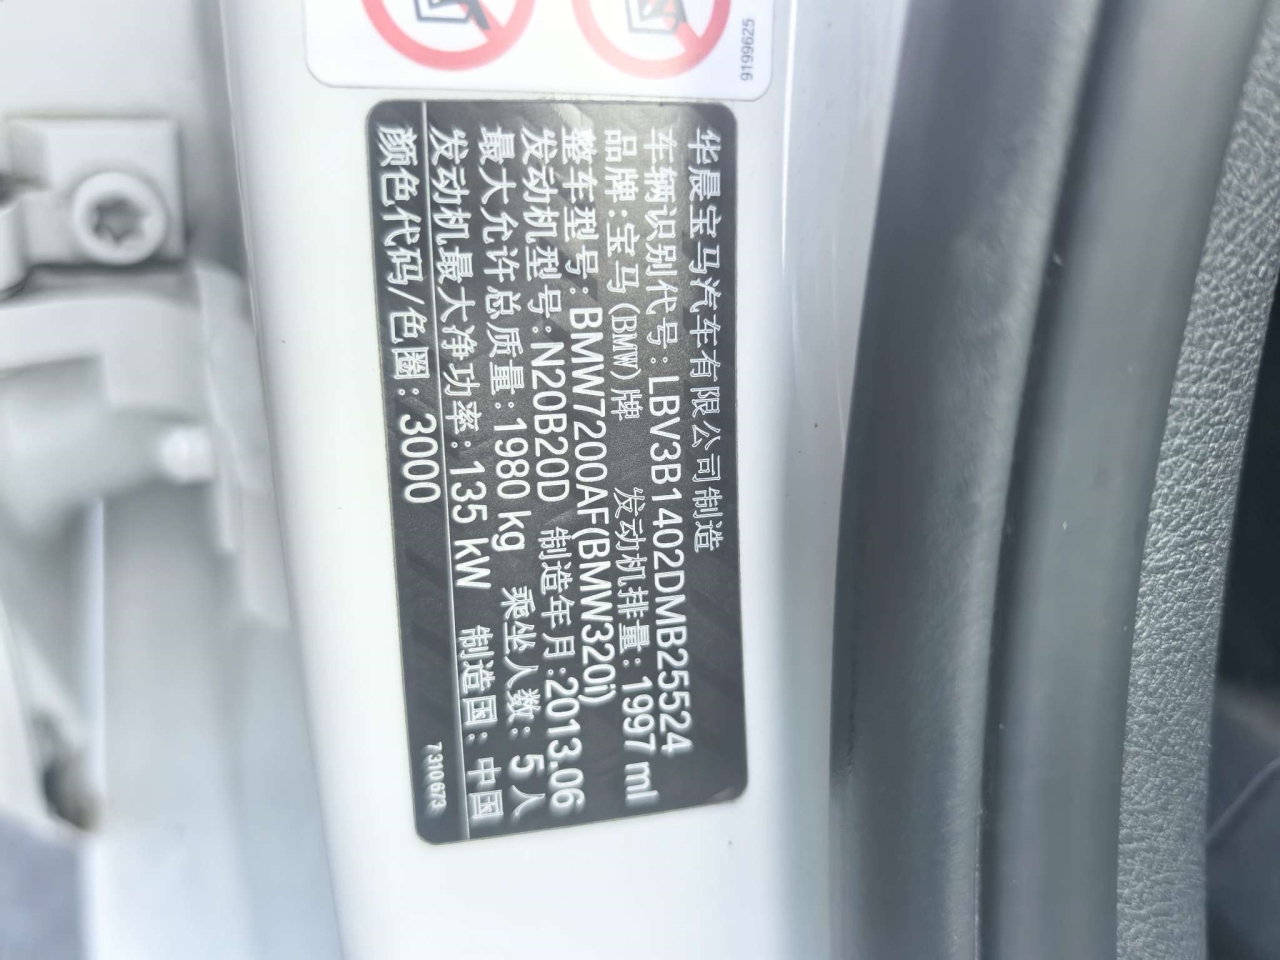 9199625
华晨宝马汽车有限公司制造
车辆识别代号:LBV3B1402DMB25524
品牌:宝马(BMW)牌 发动机排量:1997 ml
整车型号:BMW7200AF(BMW320i)
发动机型号:N20B20D 制造年月:2013.06
最大允许总质量:1980 kg 乘坐人数: 5人
发动机最大净功率:135 kW 制造国:中国
颜色代码/色圈:3000 7310673